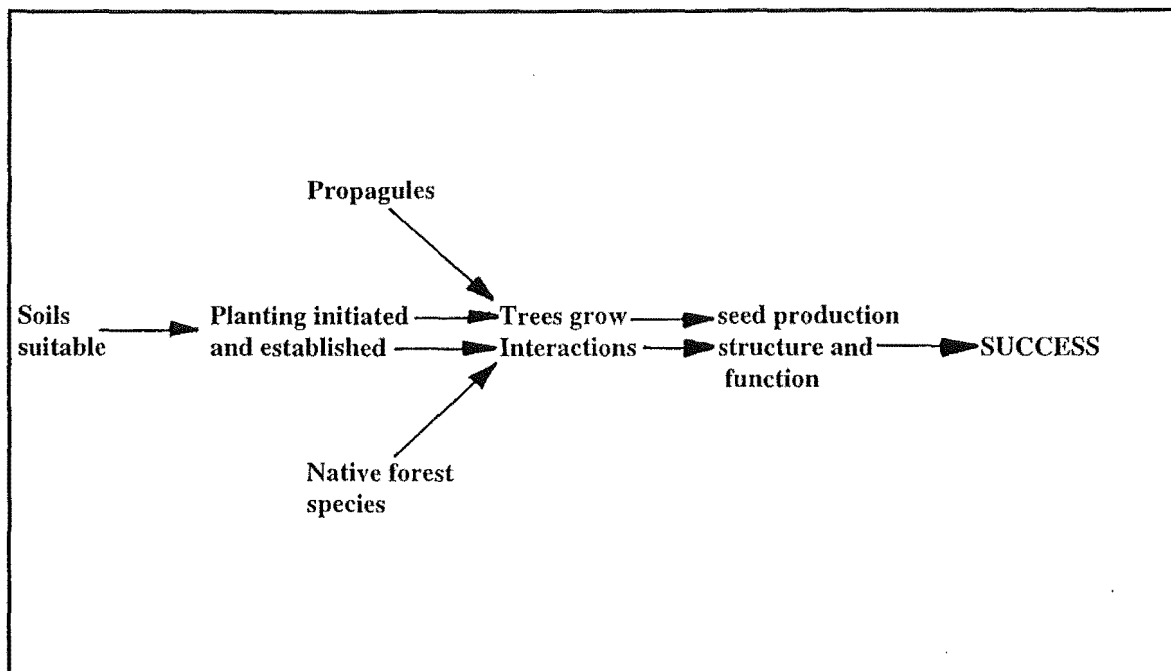 Propagules
Soils
suitable
Planting initiated
and established
Trees grow
Interactions
seed production
structure and
function
SUCCESS
Native forest
species